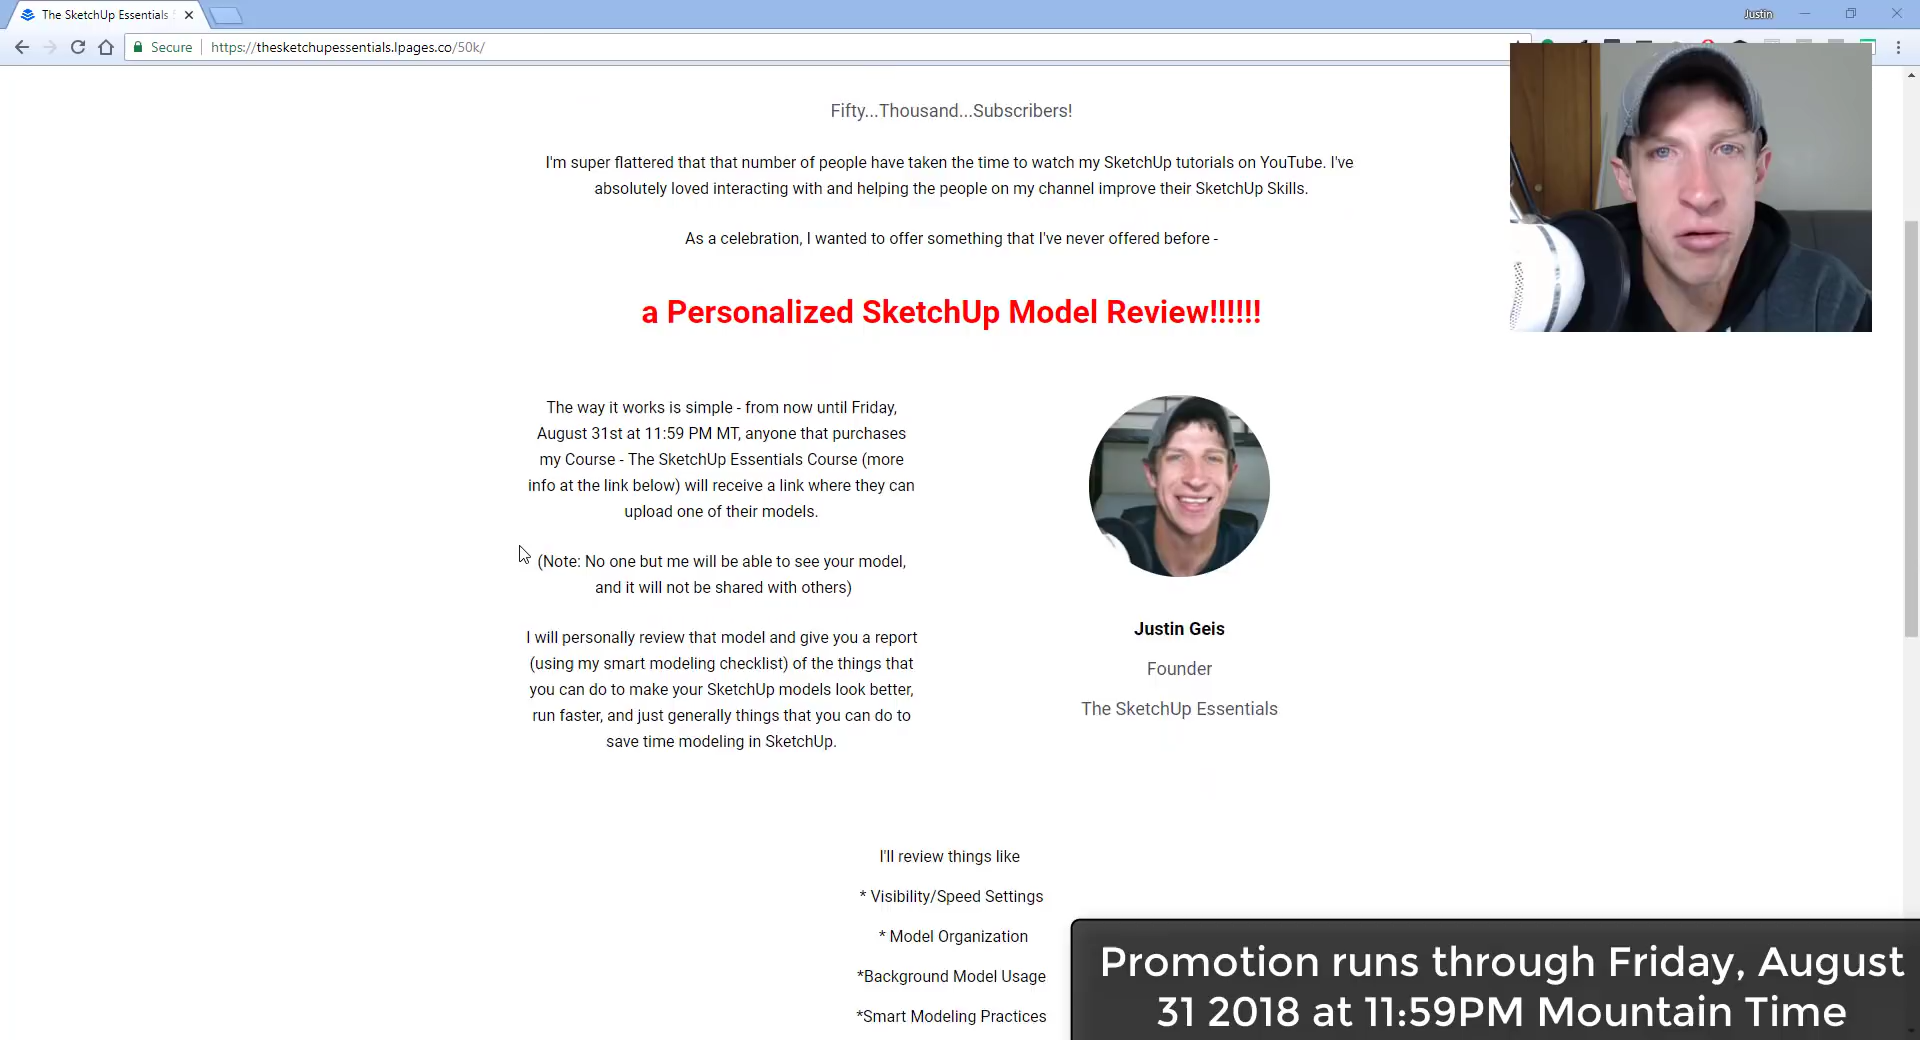 The SketchUp Essentials
Justin
Secure
https://thesketchupessentials.lpages.co/50k/
Fifty...Thousand...Subscribers!
I'm super flattered that that number of people have taken the time to watch my SketchUp tutorials on YouTube. I've
absolutely loved interacting with and helping the people on my channel improve their SketchUp Skills.
As a celebration, I wanted to offer something that I've never offered before -
a Personalized SketchUp Model Review!!!!!!
The way it works is simple - from now until Friday,
August 31st at 11:59 PM MT, anyone that purchases
my Course - The SketchUp Essentials Course (more
info at the link below) will receive a link where they can
upload one of their models.
(Note: No one but me will be able to see your model,
and it will not be shared with others)
I will personally review that model and give you a report
(using my smart modeling checklist) of the things that
you can do to make your SketchUp models look better,
run faster, and just generally things that you can do to
save time modeling in SketchUp.
Justin Geis
Founder
The SketchUp Essentials
I'll review things like
* Visibility/Speed Settings
* Model Organization
*Background Model Usage
*Smart Modeling Practices
Promotion runs through Friday, August
31 2018 at 11:59PM Mountain Time